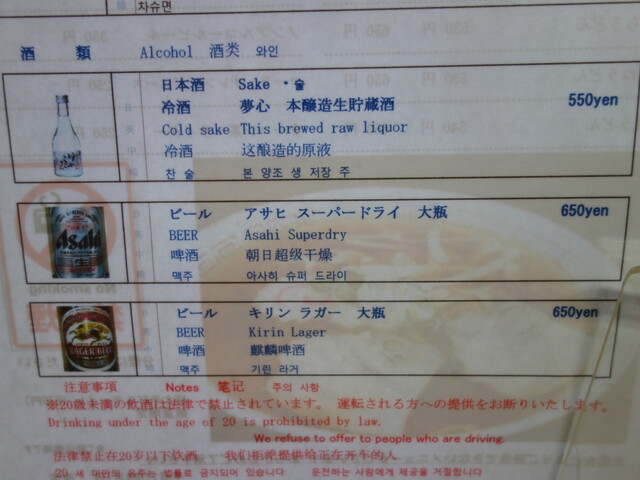 차슈면
酒 類 Alcohol 酒类 와인
日本酒 Sake ・술
冷酒 夢心 本醸造生貯蔵酒 550yen
Cold sake This brewed raw liquor
冷酒 这酿造的原液
찬 술 본 양조 생 저장 주
ビール アサヒ スーパードライ 大瓶 650yen
BEER Asahi Superdry
啤酒 朝日超级干燥
맥주 아사히 슈퍼 드라이
Asahi
生
ビール キリン ラガー 大瓶 650yen
BEER Kirin Lager
啤酒 麒麟啤酒
맥주 기린 라거
LAGER BEER
注意事項 Notes 笔记 주의 사항
※20歳未満の飲酒は法律で禁止されています。 運転される方への提供をお断りいたします。
Drinking under the age of 20 is prohibited by law.
We refuse to offer to people who are driving.
法律禁止在20岁以下饮酒 我们拒绝提供给正在开车的人
20 세 미만의 음주는 법률로 금지되어 있습니다 운전하는 사람에게 제공을 거절합니다